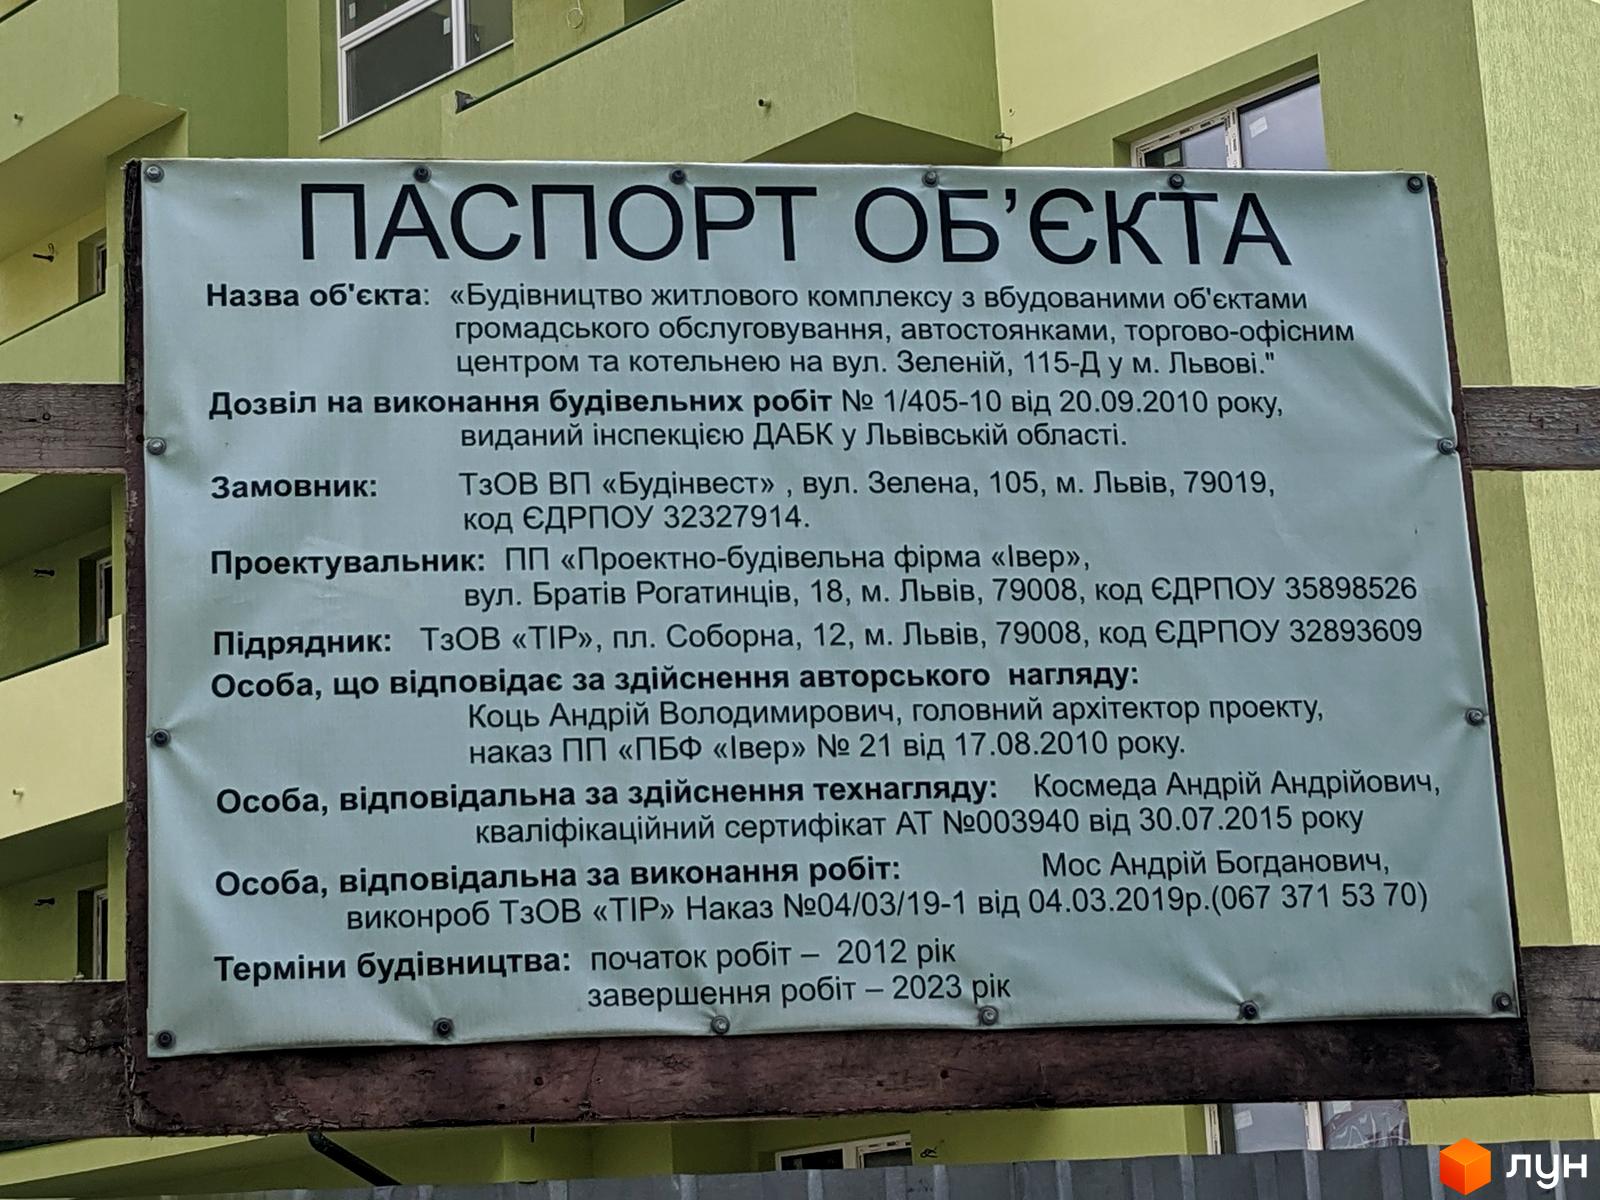 ПАСПОРТ ОБ’ЄКТА
Назва об'єкта: «Будівництво житлового комплексу з вбудованими об'єктами
громадського обслуговування, автостоянками, торгово-офісним
центром та котельнею на вул. Зеленій, 115-Д у м. Львові."
Дозвіл на виконання будівельних робіт № 1/405-10 від 20.09.2010 року,
виданий інспекцією ДАБК у Львівській області.
Замовник: ТзОВ ВП «Будінвест» , вул. Зелена, 105, м. Львів, 79019,
код ЄДРПОУ 32327914.
Проектувальник: ПП «Проектно-будівельна фірма «Івер»,
вул. Братів Рогатинців, 18, м. Львів, 79008, код ЄДРПОУ 35898526
Підрядник: ТзОВ «ТІР», пл. Соборна, 12, м. Львів, 79008, код ЄДРПОУ 32893609
Особа, що відповідає за здійснення авторського нагляду:
Коць Андрій Володимирович, головний архітектор проекту,
наказ ПП «ПБФ «Івер» № 21 від 17.08.2010 року.
Особа, відповідальна за здійснення технагляду: Космеда Андрій Андрійович,
кваліфікаційний сертифікат АТ №003940 від 30.07.2015 року
Особа, відповідальна за виконання робіт: Мос Андрій Богданович,
виконроб ТзОВ «ТІР» Наказ №04/03/19-1 від 04.03.2019р.(067 371 53 70)
Терміни будівництва: початок робіт – 2012 рік
завершення робіт – 2023 рік
лун